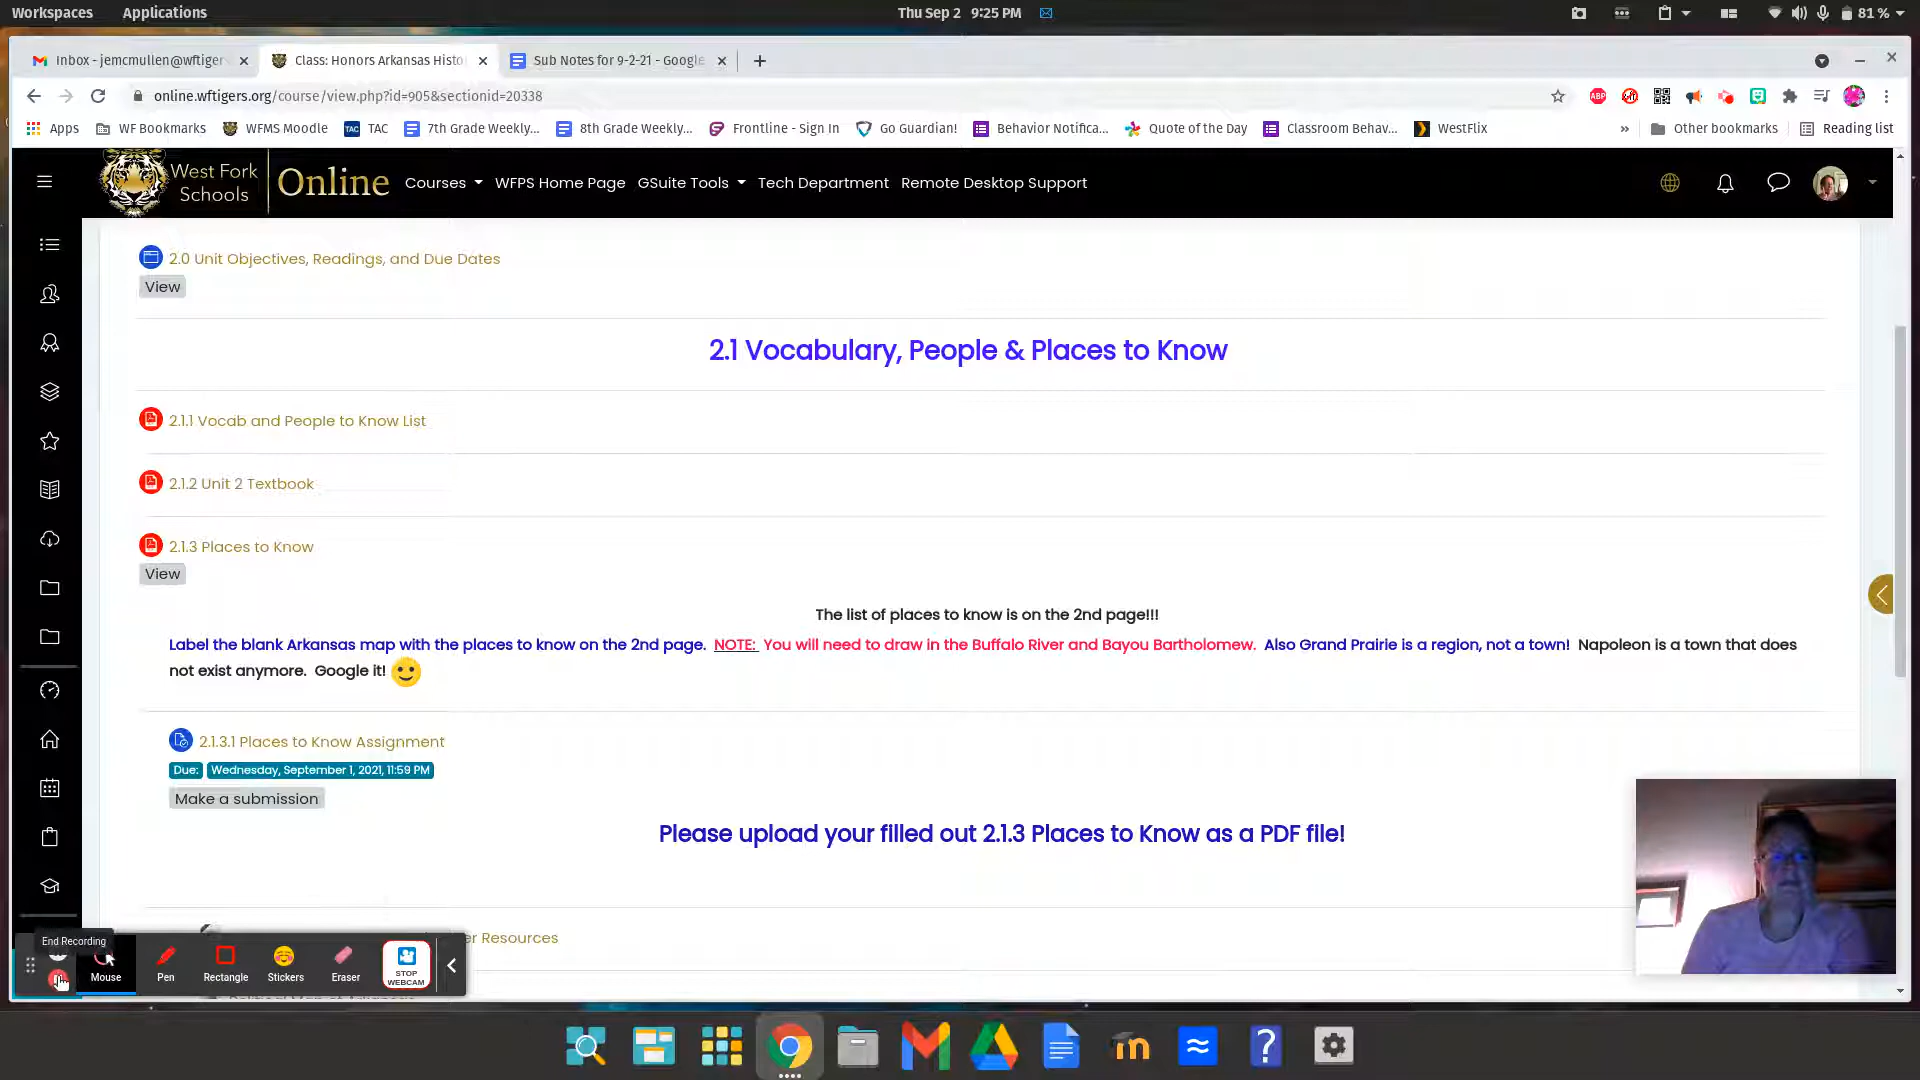 Workspaces Applications Thu Sep 2 9:25 PM 81 %
Inbox - jemcmullen@wftiger Class: Honors Arkansas Histo Sub Notes for 9-2-21 - Google
online.wftigers.org/course/view.php?id=905&sectionid=20338 ABP
Apps WF Bookmarks WFMS Moodle TAC TAC 7th Grade Weekly... 8th Grade Weekly... Frontline - Sign In Go Guardian! Behavior Notifica... Quote of the Day Classroom Behav... WestFlix » Other bookmarks Reading list
West Fork Schools Online Courses WFPS Home Page GSuite Tools Tech Department Remote Desktop Support
2.0 Unit Objectives, Readings, and Due Dates
View
2.1 Vocabulary, People & Places to Know
2.1.1 Vocab and People to Know List
2.1.2 Unit 2 Textbook
2.1.3 Places to Know
View
The list of places to know is on the 2nd page!!!
Label the blank Arkansas map with the places to know on the 2nd page. NOTE: You will need to draw in the Buffalo River and Bayou Bartholomew. Also Grand Prairie is a region, not a town! Napoleon is a town that does
not exist anymore. Google it!
2.1.3.1 Places to Know Assignment
Due: Wednesday, September 1, 2021, 11:59 PM
Make a submission
Please upload your filled out 2.1.3 Places to Know as a PDF file!
Resources
End Recording
Mouse Pen Rectangle Stickers Eraser STOP WEBCAM